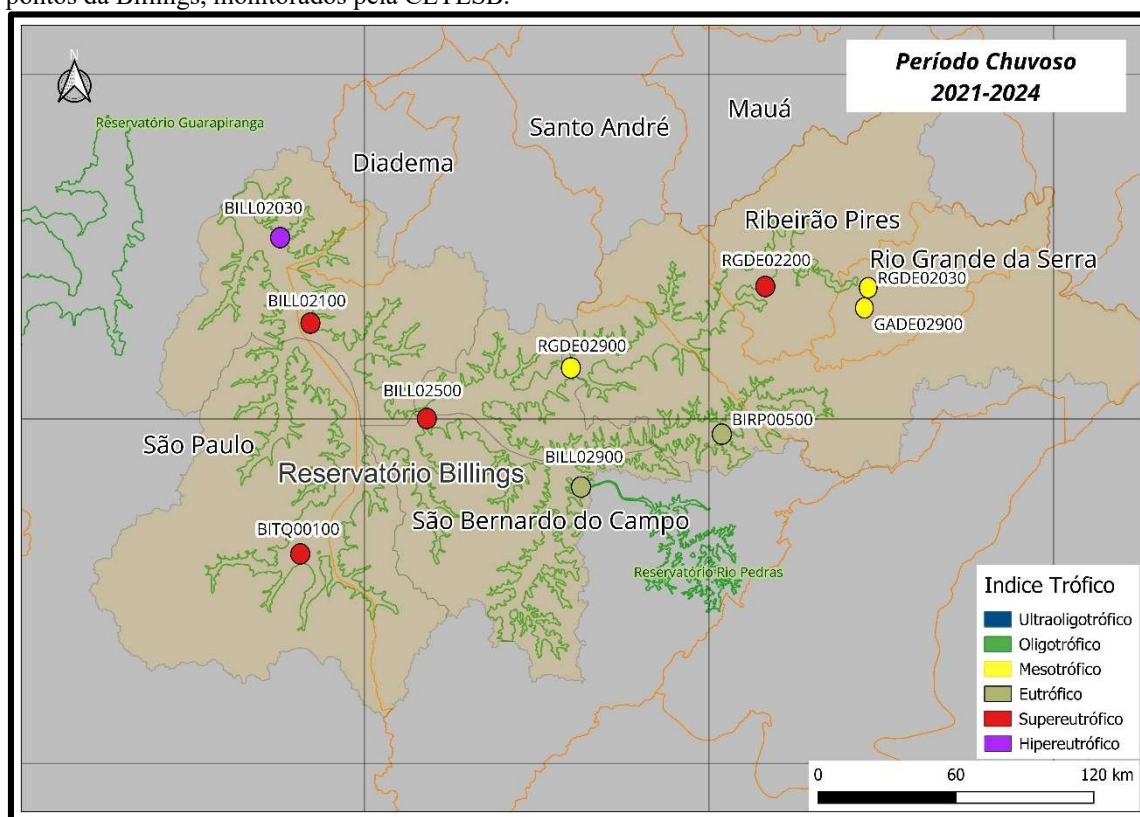 pontos da Billings, monitorados pela CETESB.
Período Chuvoso
2021-2024
N
Reservatório Guarapiranga
Mauá
Santo André
Diadema
BILL02030
Ribeirão Pires
RGDE02200
Rio Grande da Serra
RGDE02030
BILL02100
GADE02900
RGDE02900
BILL02500
BIRP00500
São Paulo
BILL02900
Reservatório Billings
São Bernardo do Campo
BITQ00100
Reservatório Rio Pedras
Indice Trófico
Ultraoligotrófico
Oligotrófico
Mesotrófico
Eutrófico
Supereutrófico
Hipereutrófico
0 60 120 km